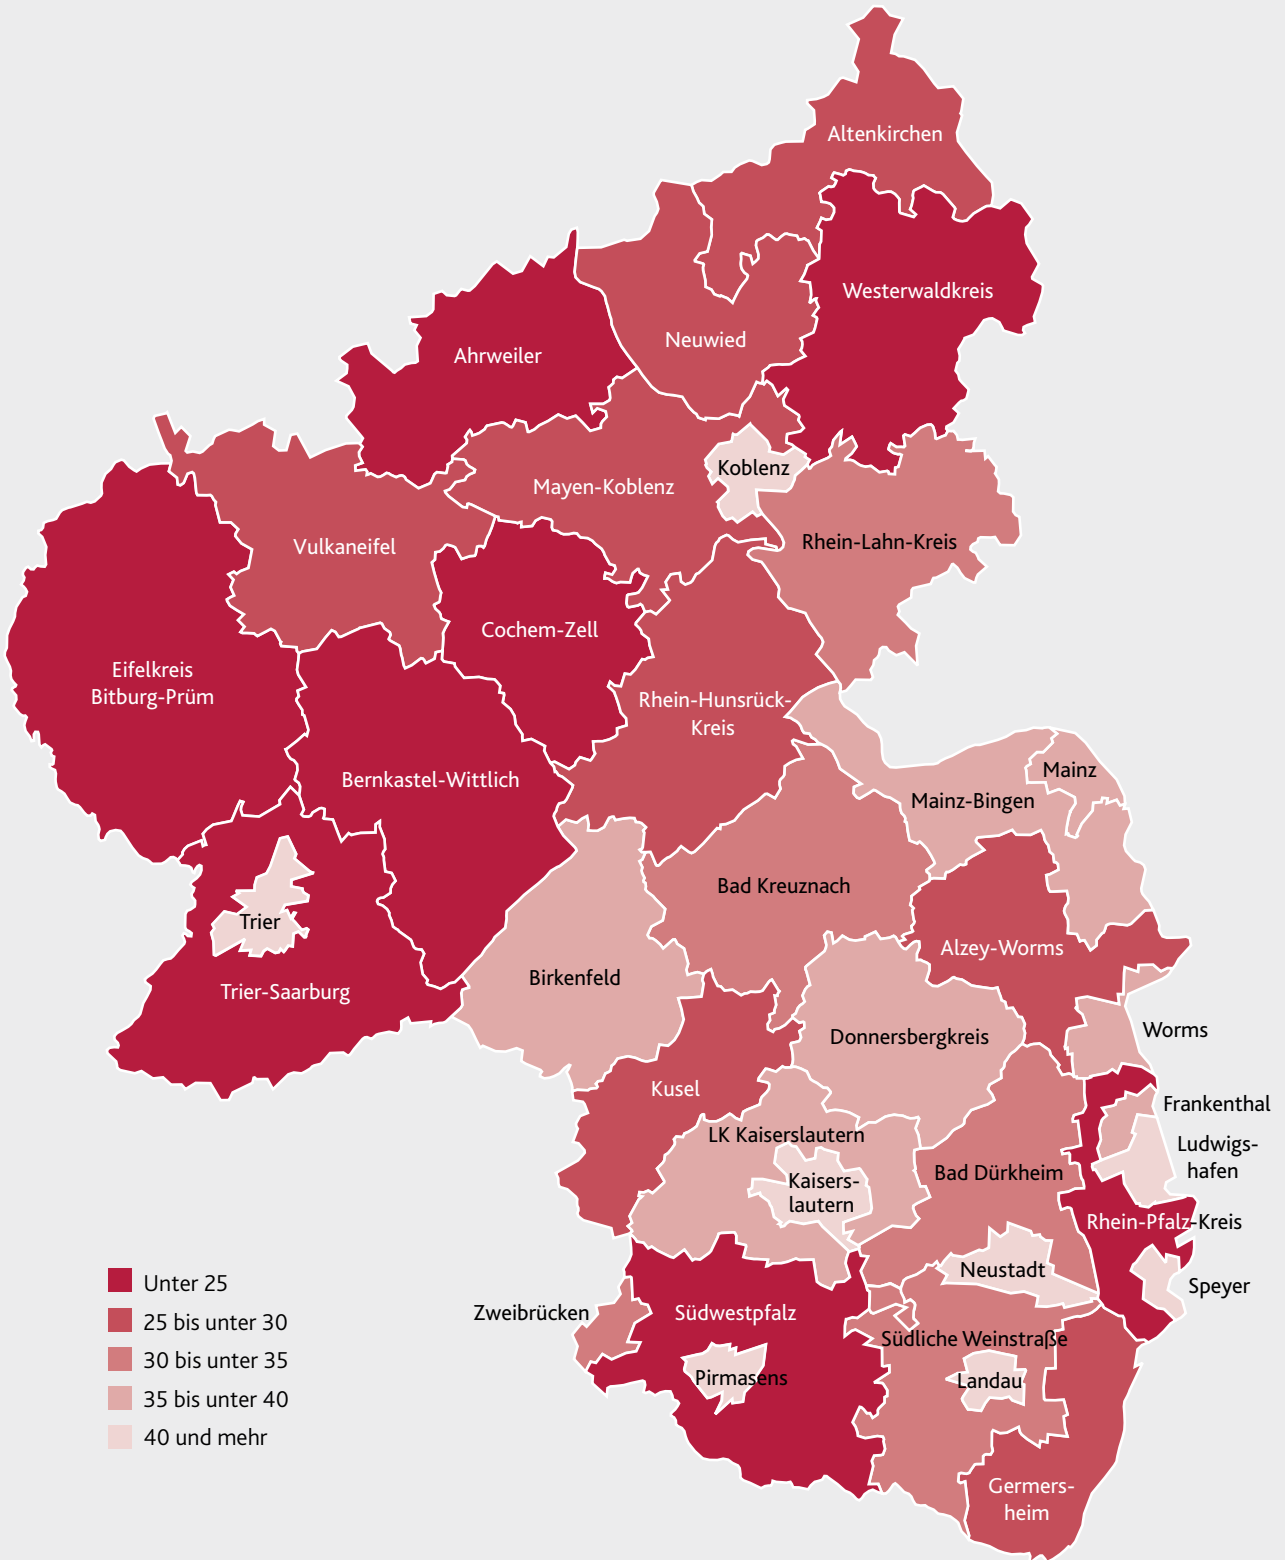 Altenkirchen
Westerwaldkreis
Neuwied
Ahrweiler
Koblenz
Mayen-Koblenz
Rhein-Lahn-Kreis
Vulkaneifel
Cochem-Zell
Eifelkreis
Bitburg-Prüm
Rhein-Hunsrück-
Kreis
Bernkastel-Wittlich
Mainz
Mainz-Bingen
Bad Kreuznach
Trier
Alzey-Worms
Birkenfeld
Trier-Saarburg
Worms
Donnersbergkreis
Kusel
Frankenthal
LK Kaiserslautern
Ludwigs-
hafen
Bad Dürkheim
Kaisers-
lautern
Rhein-Pfalz-Kreis
Neustadt
Speyer
Zweibrücken
Südwestpfalz
Südliche Weinstraße
Pirmasens
Landau
Germers-
heim
Unter 25
25 bis unter 30
30 bis unter 35
35 bis unter 40
40 und mehr